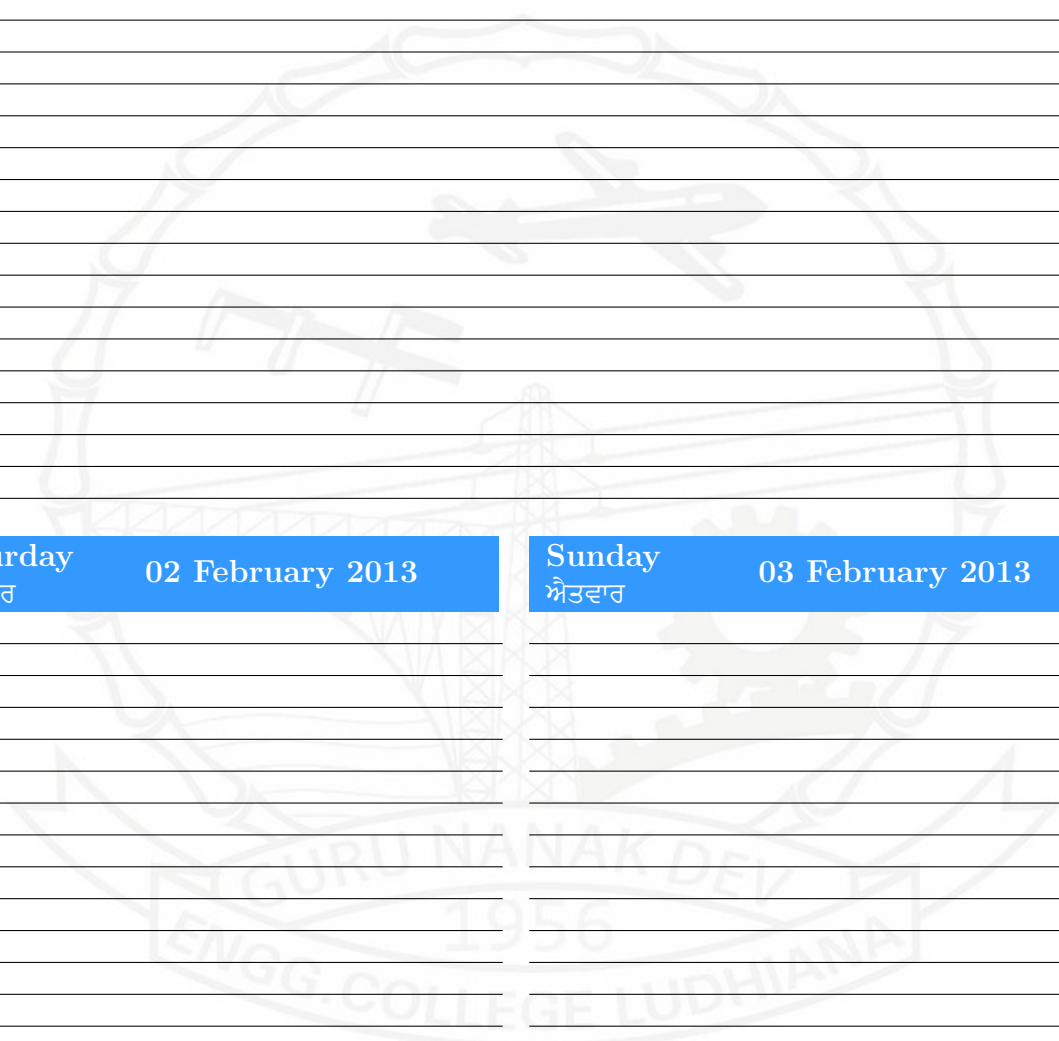 urday
ਰ
02 February 2013
Sunday
ਐਤਵਾਰ
03 February 2013
GURU NANAK DEV
1956
ENGG.COLLEGE LUDHIANA